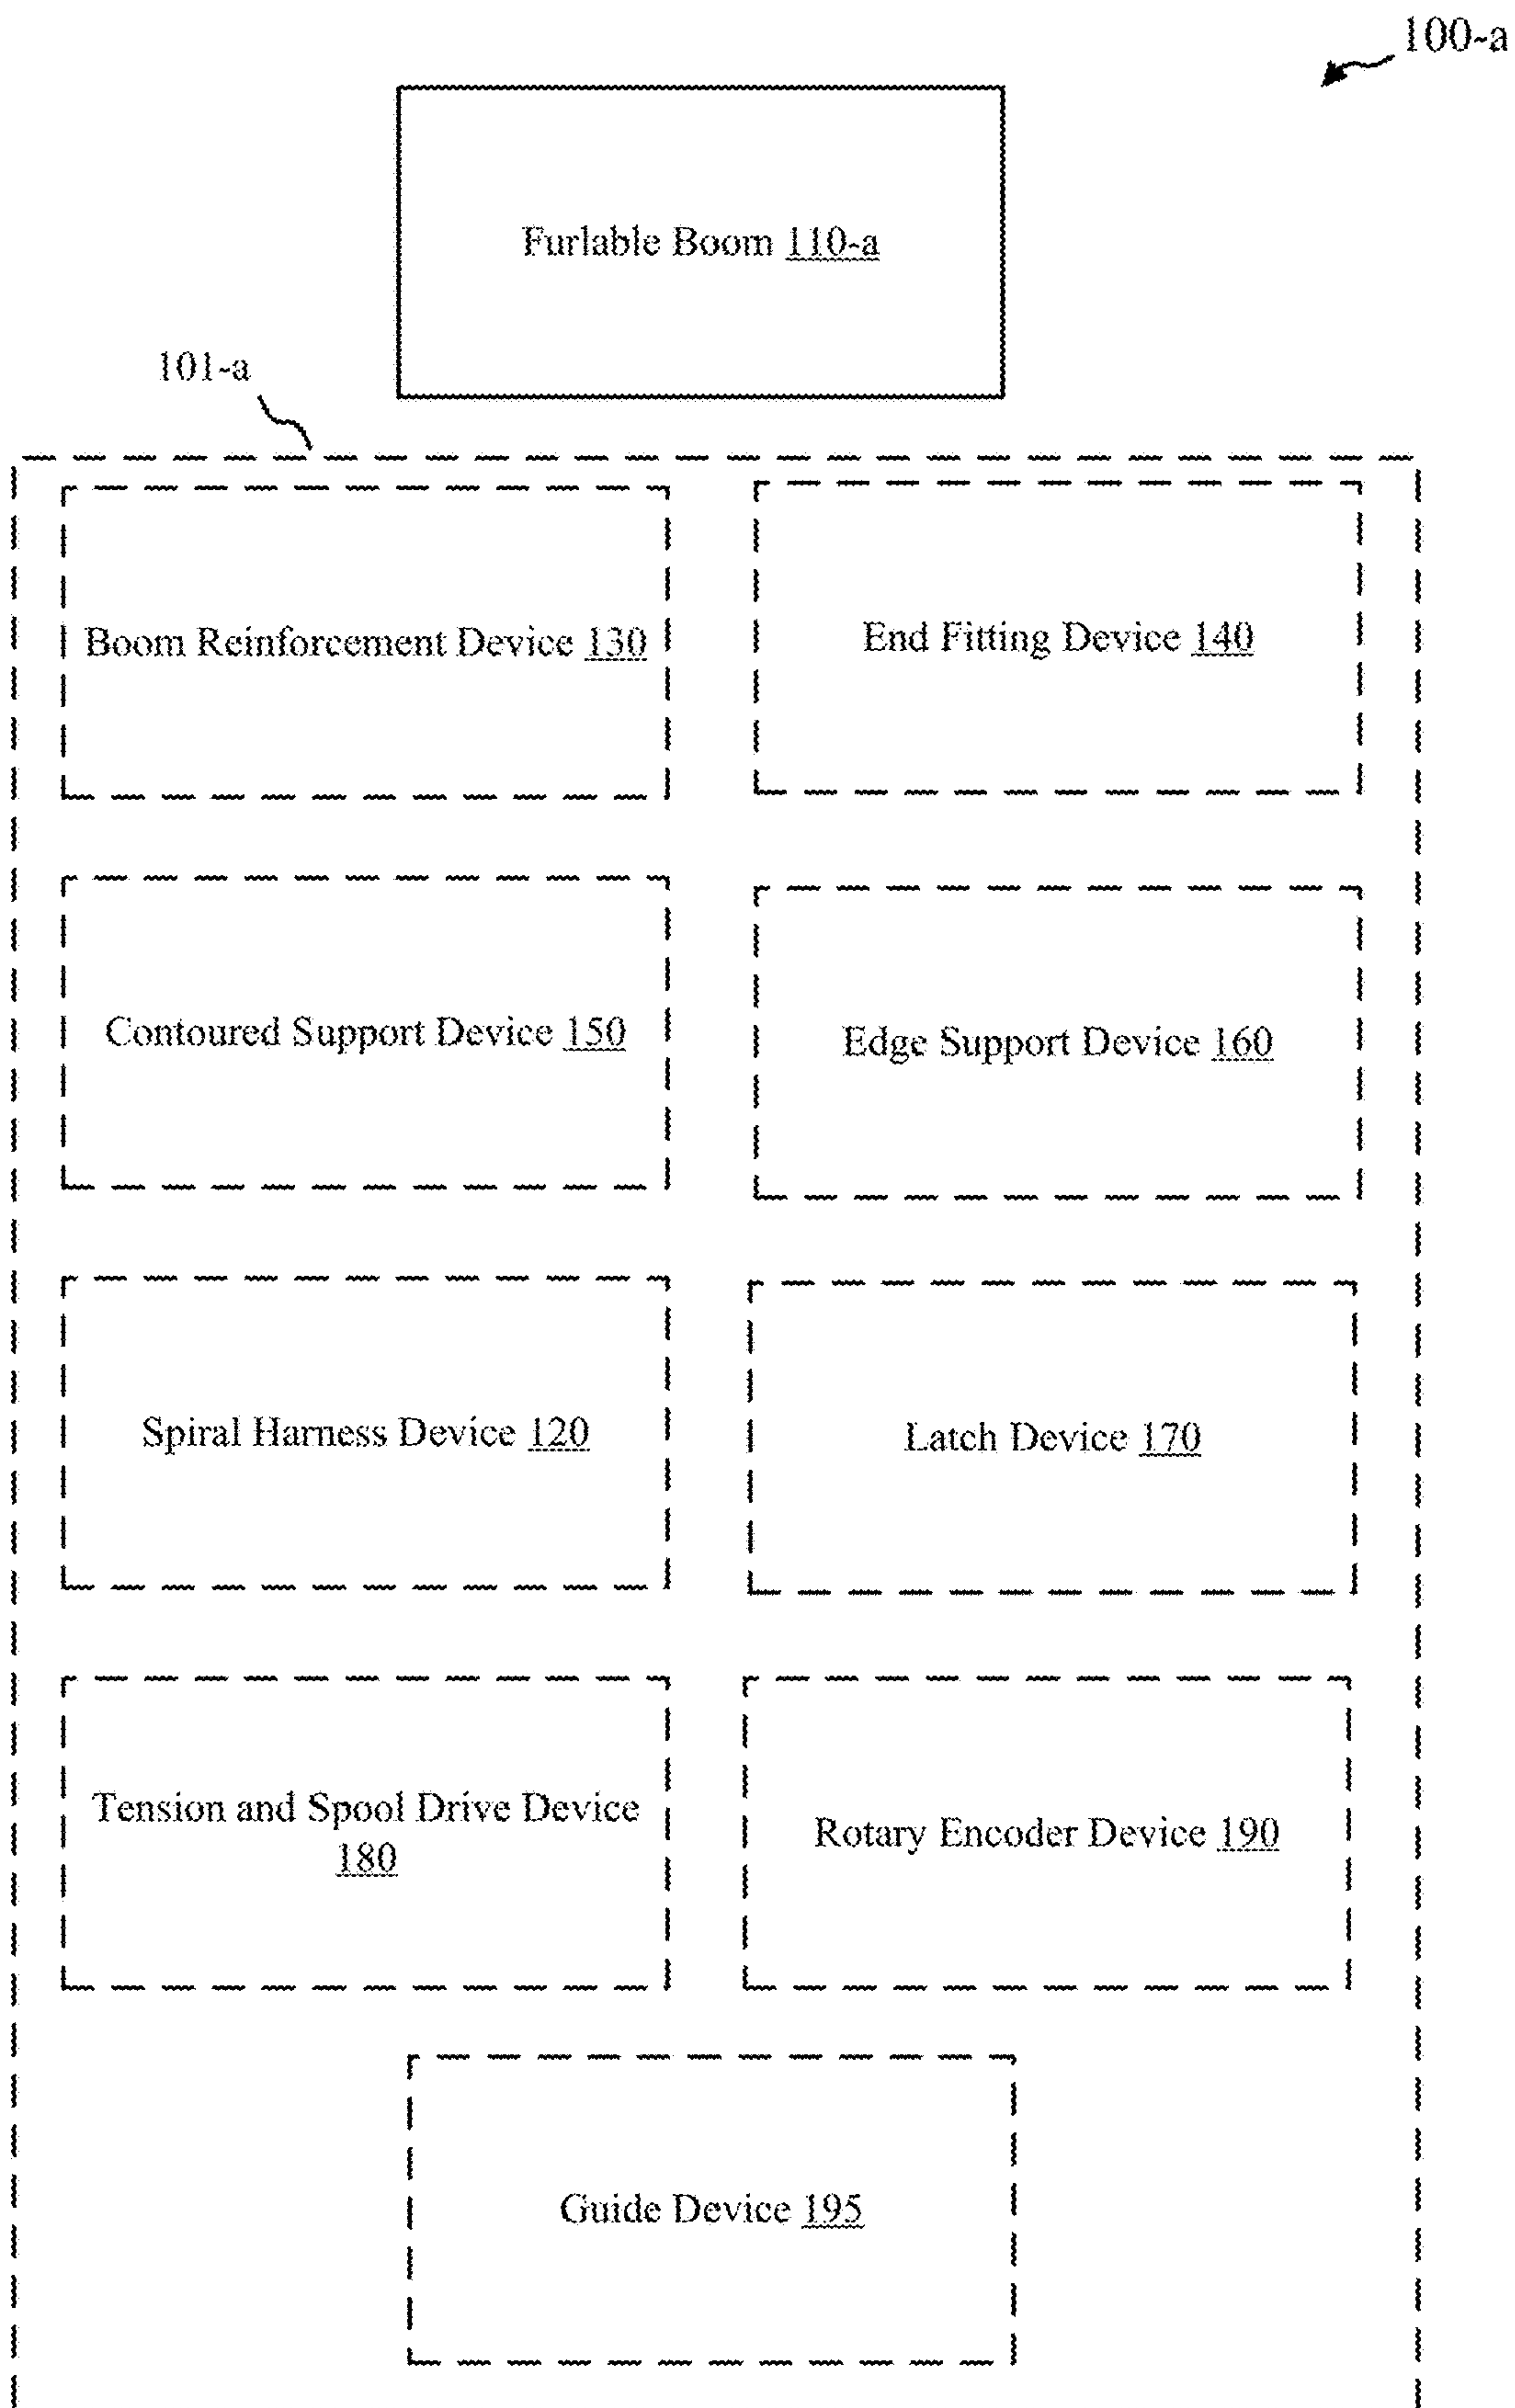 100-a
Furlable Boom 110-a
101-a
Boom Reinforcement Device 130
End Fitting Device 140
Contoured Support Device 150
Edge Support Device 160
Spiral Harness Device 120
Latch Device 170
Tension and Spool Drive Device
180
Rotary Encoder Device 190
Guide Device 195